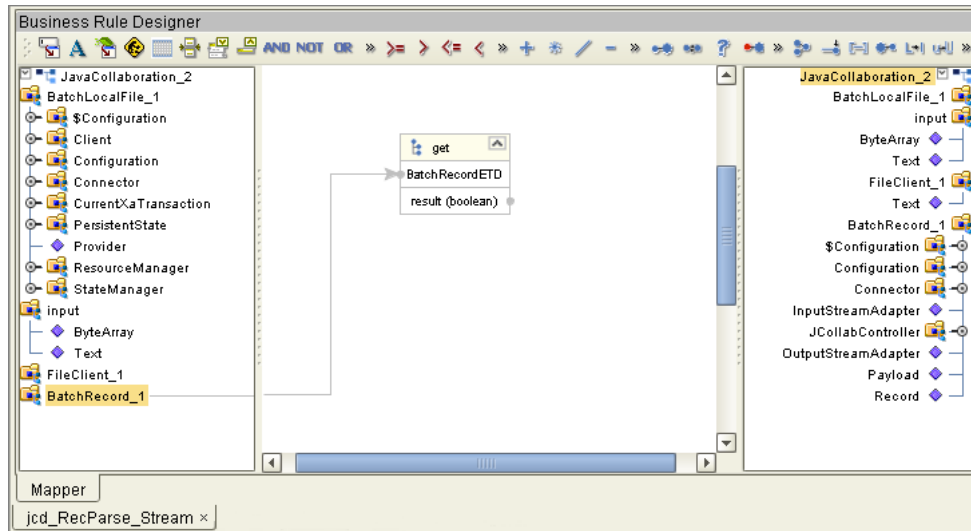 Business Rule Designer
A AND NOT OR » >= > <= < » + * / - » ? » »
JavaCollaboration_2
BatchLocalFile_1
$Configuration
Client
Configuration
Connector
CurrentXaTransaction
PersistentState
Provider
ResourceManager
StateManager
input
ByteArray
Text
FileClient_1
BatchRecord_1
get
BatchRecordETD
result (boolean)
JavaCollaboration_2
BatchLocalFile_1
input
ByteArray
Text
FileClient_1
Text
BatchRecord_1
$Configuration
Configuration
Connector
InputStreamAdapter
JCollabController
OutputStreamAdapter
Payload
Record
Mapper
jcd_RecParse_Stream ×